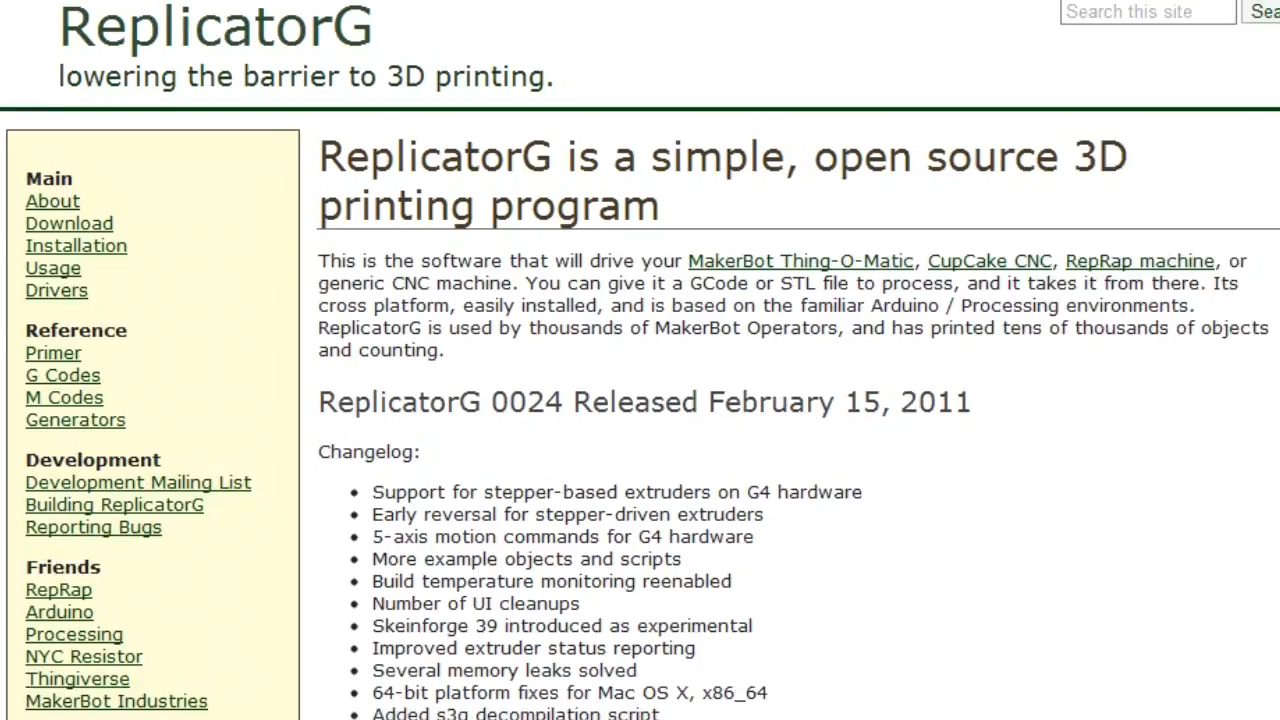 ReplicatorG
lowering the barrier to 3D printing.
Search this site
Main
About
Download
Installation
Usage
Drivers
Reference
Primer
G Codes
M Codes
Generators
Development
Development Mailing List
Building ReplicatorG
Reporting Bugs
Friends
RepRap
Arduino
Processing
NYC Resistor
Thingiverse
MakerBot Industries
ReplicatorG is a simple, open source 3D
printing program
This is the software that will drive your MakerBot Thing-O-Matic, CupCake CNC, RepRap machine, or
generic CNC machine. You can give it a GCode or STL file to process, and it takes it from there. Its
cross platform, easily installed, and is based on the familiar Arduino / Processing environments.
ReplicatorG is used by thousands of MakerBot Operators, and has printed tens of thousands of objects
and counting.
ReplicatorG 0024 Released February 15, 2011
Changelog:
• Support for stepper-based extruders on G4 hardware
• Early reversal for stepper-driven extruders
• 5-axis motion commands for G4 hardware
• More example objects and scripts
• Build temperature monitoring reenabled
• Number of UI cleanups
• Skeinforge 39 introduced as experimental
• Improved extruder status reporting
• Several memory leaks solved
• 64-bit platform fixes for Mac OS X, x86_64
• Added s3g decompilation script